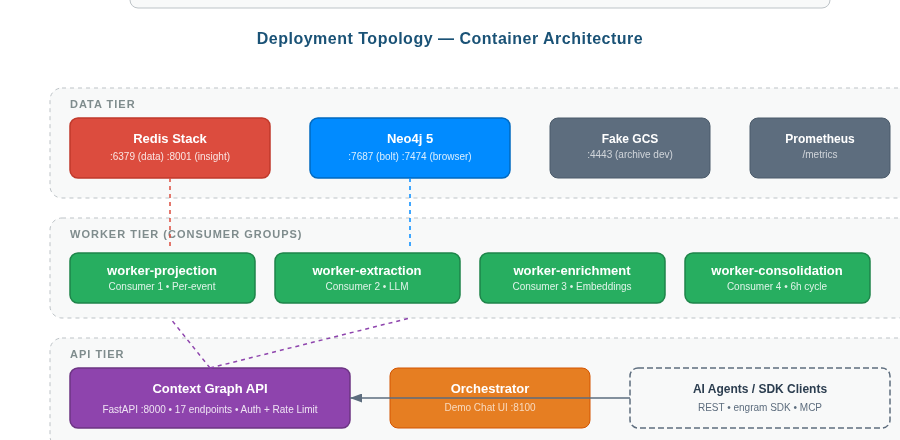 Deployment Topology — Container Architecture
DATA TIER
Redis Stack
:6379 (data) :8001 (insight)
Neo4j 5
:7687 (bolt) :7474 (browser)
Fake GCS
:4443 (archive dev)
Prometheus
/metrics
WORKER TIER (CONSUMER GROUPS)
worker-projection
Consumer 1 • Per-event
worker-extraction
Consumer 2 • LLM
worker-enrichment
Consumer 3 • Embeddings
worker-consolidation
Consumer 4 • 6h cycle
API TIER
Context Graph API
FastAPI :8000 • 17 endpoints • Auth + Rate Limit
Orchestrator
Demo Chat UI :8100
AI Agents / SDK Clients
REST • engram SDK • MCP